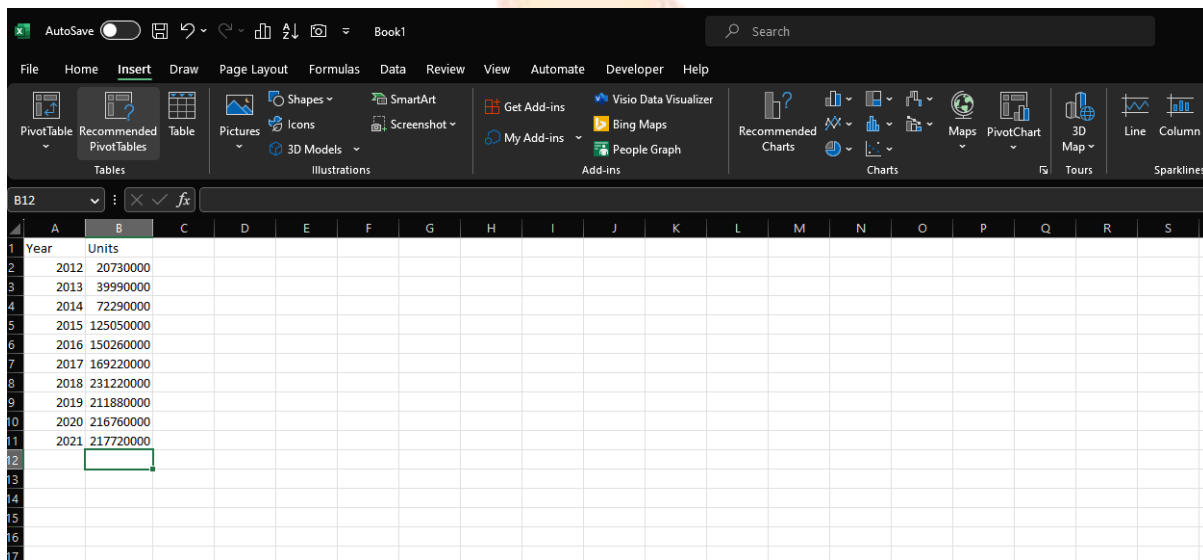 AutoSave Book1 Search
File Home Insert Draw Page Layout Formulas Data Review View Automate Developer Help
PivotTable Recommended PivotTables Table
Tables
Pictures Shapes Icons 3D Models SmartArt Screenshot
Illustrations
Get Add-ins My Add-ins Visio Data Visualizer Bing Maps People Graph
Add-ins
Recommended Charts Maps PivotChart
Charts
3D Map
Tours
Line Column
Sparklines
B12 fx
A B C D E F G H I J K L M N O P Q R S
1 Year Units
2 2012 20730000
3 2013 39990000
4 2014 72290000
5 2015 125050000
6 2016 150260000
7 2017 169220000
8 2018 231220000
9 2019 211880000
10 2020 216760000
11 2021 217720000
12
13
14
15
16
17